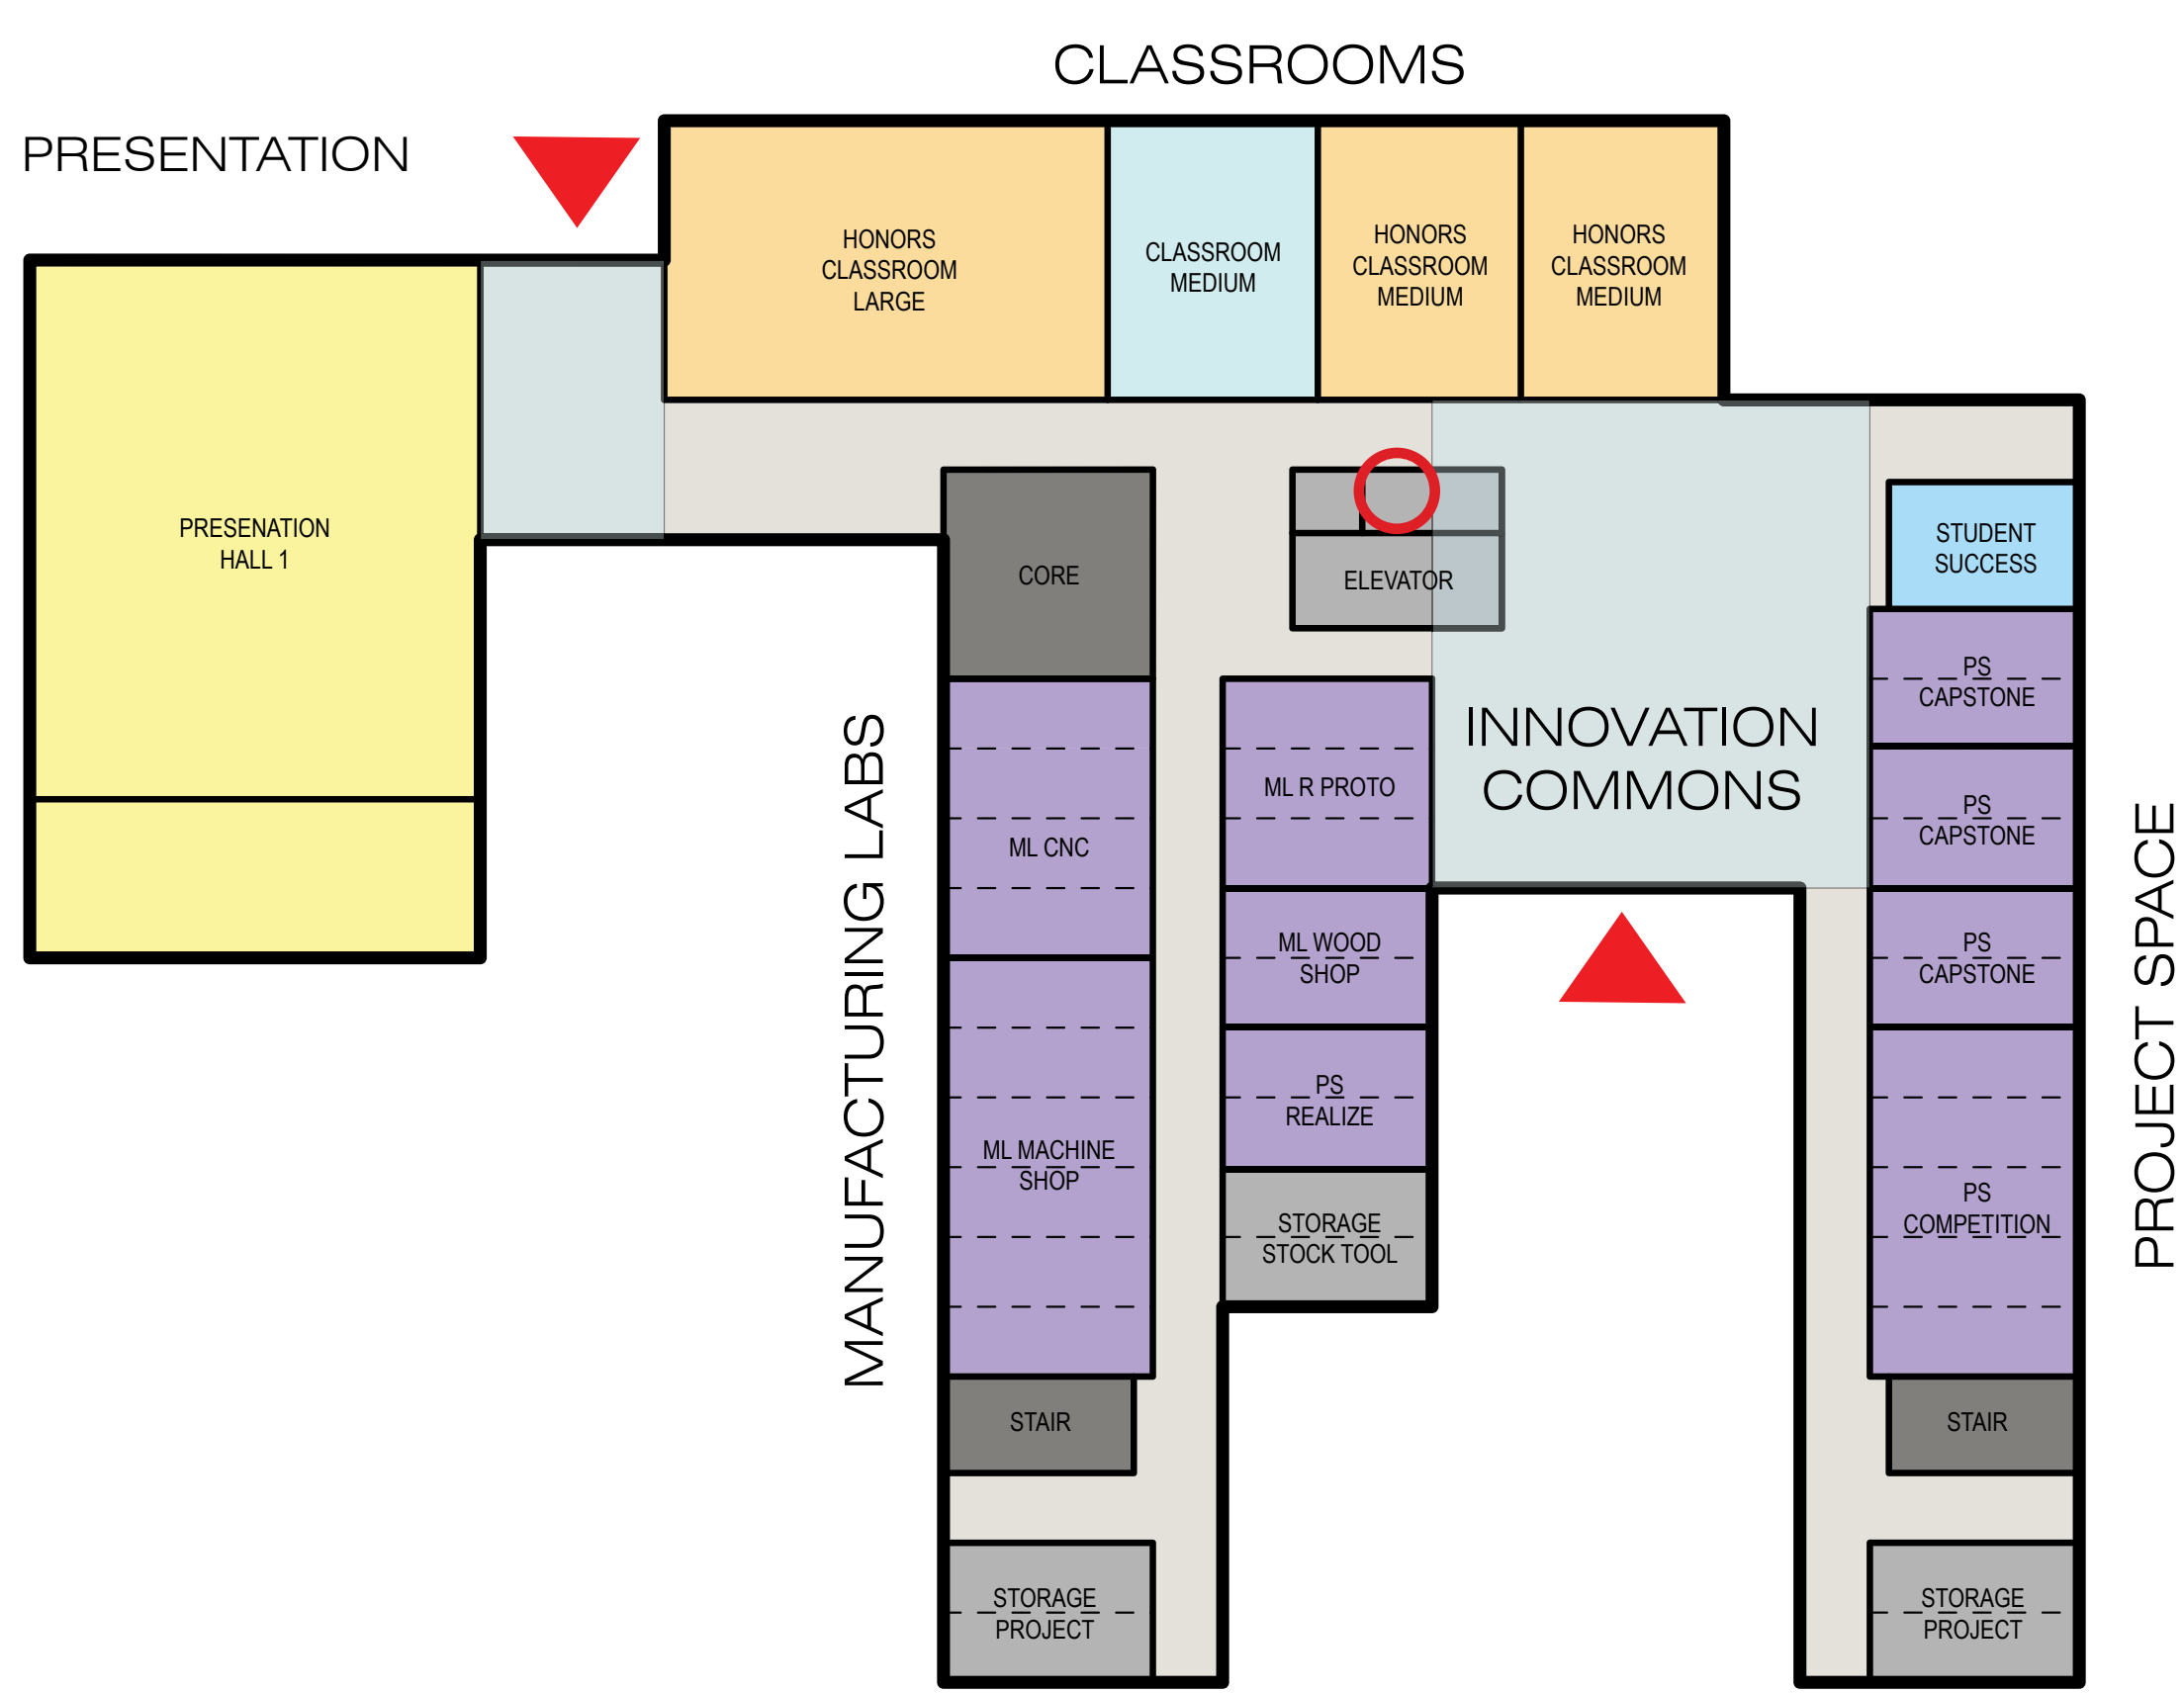 CLASSROOMS
PRESENTATION
HONORS
CLASSROOM
LARGE
CLASSROOM
MEDIUM
HONORS
CLASSROOM
MEDIUM
HONORS
CLASSROOM
MEDIUM
PRESENATION
HALL 1
CORE
ELEVATOR
STUDENT
SUCCESS
MANUFACTURING LABS
ML CNC
ML MACHINE
SHOP
STAIR
STORAGE
PROJECT
ML R PROTO
ML WOOD
SHOP
PS
REALIZE
STORAGE
STOCK TOOL
INNOVATION
COMMONS
PS
CAPSTONE
PS
CAPSTONE
PS
CAPSTONE
PS
COMPETITION
STAIR
STORAGE
PROJECT
PROJECT SPACE